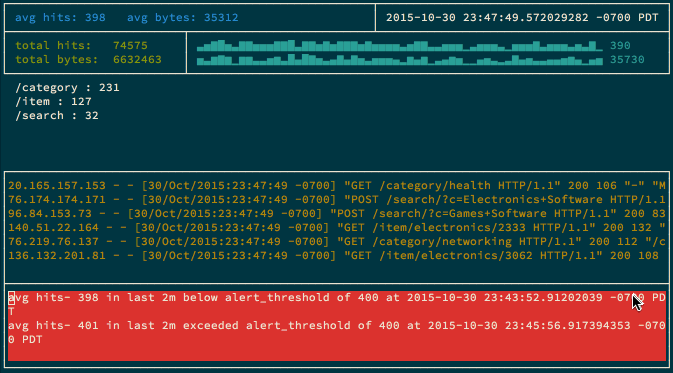 avg hits: 398 avg bytes: 35312
2015-10-30 23:47:49.572029282 -0700 PDT
total hits: 74575
390
total bytes: 6632463
35730
/category : 231
/item : 127
/search : 32
20.165.157.153 - - [30/Oct/2015:23:47:49 -0700] "GET /category/health HTTP/1.1" 200 106 "-" "M
76.174.174.171 - - [30/Oct/2015:23:47:49 -0700] "POST /search/?c=Electronics+Software HTTP/1.1
96.84.153.73 - - [30/Oct/2015:23:47:49 -0700] "POST /search/?c=Games+Software HTTP/1.1" 200 83
140.51.22.164 - - [30/Oct/2015:23:47:49 -0700] "GET /item/electronics/2333 HTTP/1.1" 200 132 "
76.219.76.137 - - [30/Oct/2015:23:47:49 -0700] "GET /category/networking HTTP/1.1" 200 112 "/c
136.132.201.81 - - [30/Oct/2015:23:47:49 -0700] "GET /item/electronics/3062 HTTP/1.1" 200 108
avg hits- 398 in last 2m below alert_threshold of 400 at 2015-10-30 23:43:52.91202039 -0700 PD
T
avg hits- 401 in last 2m exceeded alert_threshold of 400 at 2015-10-30 23:45:56.917394353 -070
0 PDT